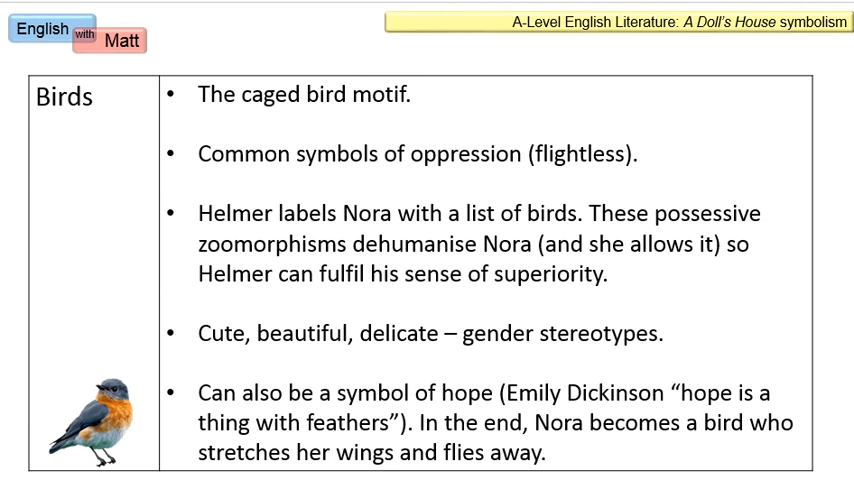 English with Matt
A-Level English Literature: A Doll's House symbolism
Birds
• The caged bird motif.
• Common symbols of oppression (flightless).
• Helmer labels Nora with a list of birds. These possessive
zoomorphisms dehumanise Nora (and she allows it) so
Helmer can fulfil his sense of superiority.
• Cute, beautiful, delicate – gender stereotypes.
• Can also be a symbol of hope (Emily Dickinson “hope is a
thing with feathers”). In the end, Nora becomes a bird who
stretches her wings and flies away.